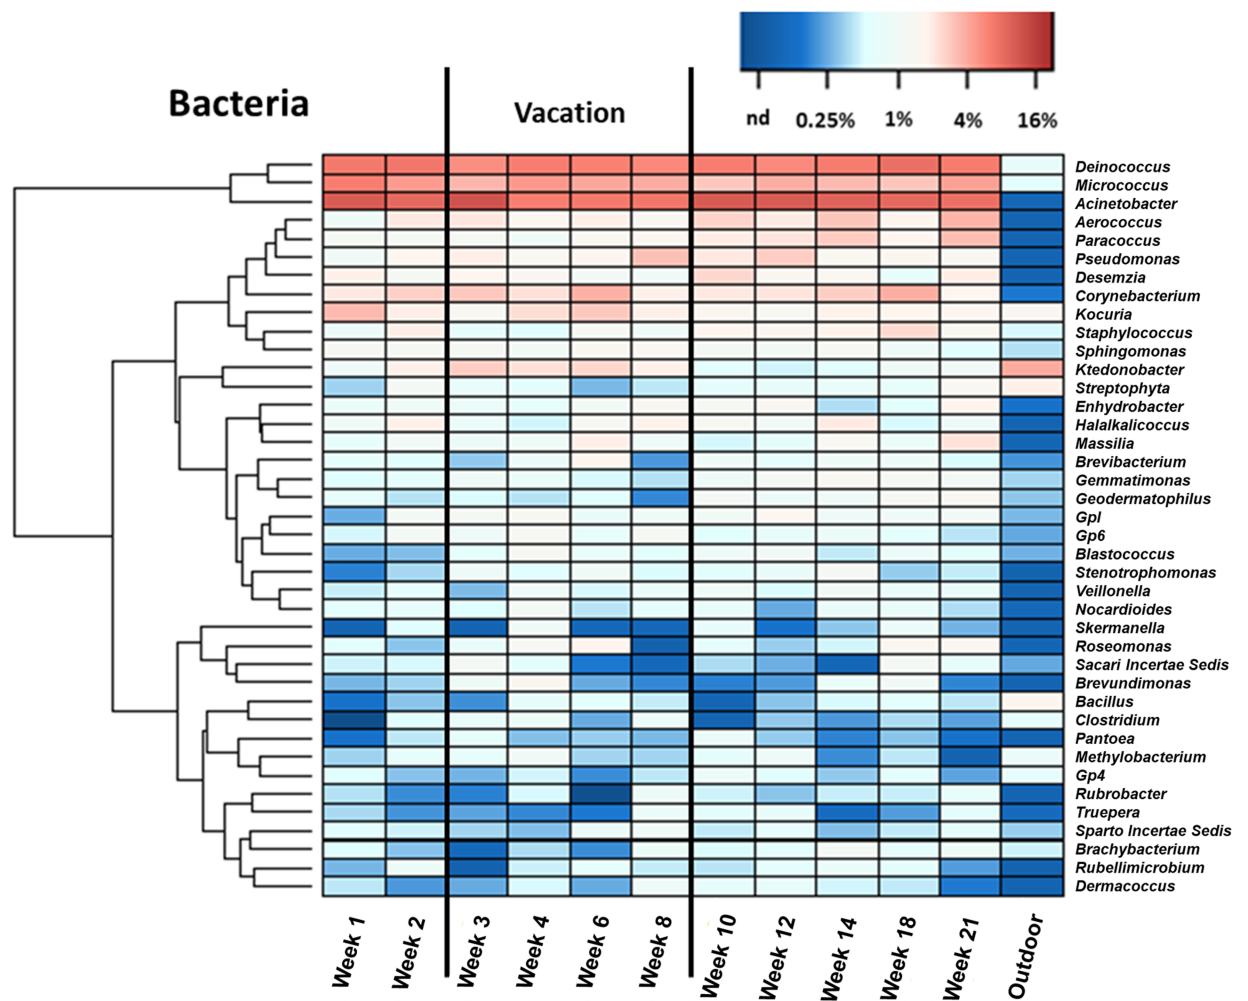 Bacteria
Vacation
nd 0.25% 1% 4% 16%
Deinococcus
Micrococcus
Acinetobacter
Aerococcus
Paracoccus
Pseudomonas
Desemzia
Corynebacterium
Kocuria
Staphylococcus
Sphingomonas
Ktedonobacter
Streptophyta
Enhydrobacter
Halalkalicoccus
Massilia
Brevibacterium
Gemmatimonas
Geodermatophilus
GpI
Gp6
Blastococcus
Stenotrophomonas
Veillonella
Nocardioides
Skermanella
Roseomonas
Sacari Incertae Sedis
Brevundimonas
Bacillus
Clostridium
Pantoea
Methylobacterium
Gp4
Rubrobacter
Truepera
Sparto Incertae Sedis
Brachybacterium
Rubellimicrobium
Dermacoccus
Week 1 Week 2 Week 3 Week 4 Week 6 Week 8 Week 10 Week 12 Week 14 Week 18 Week 21 Outdoor